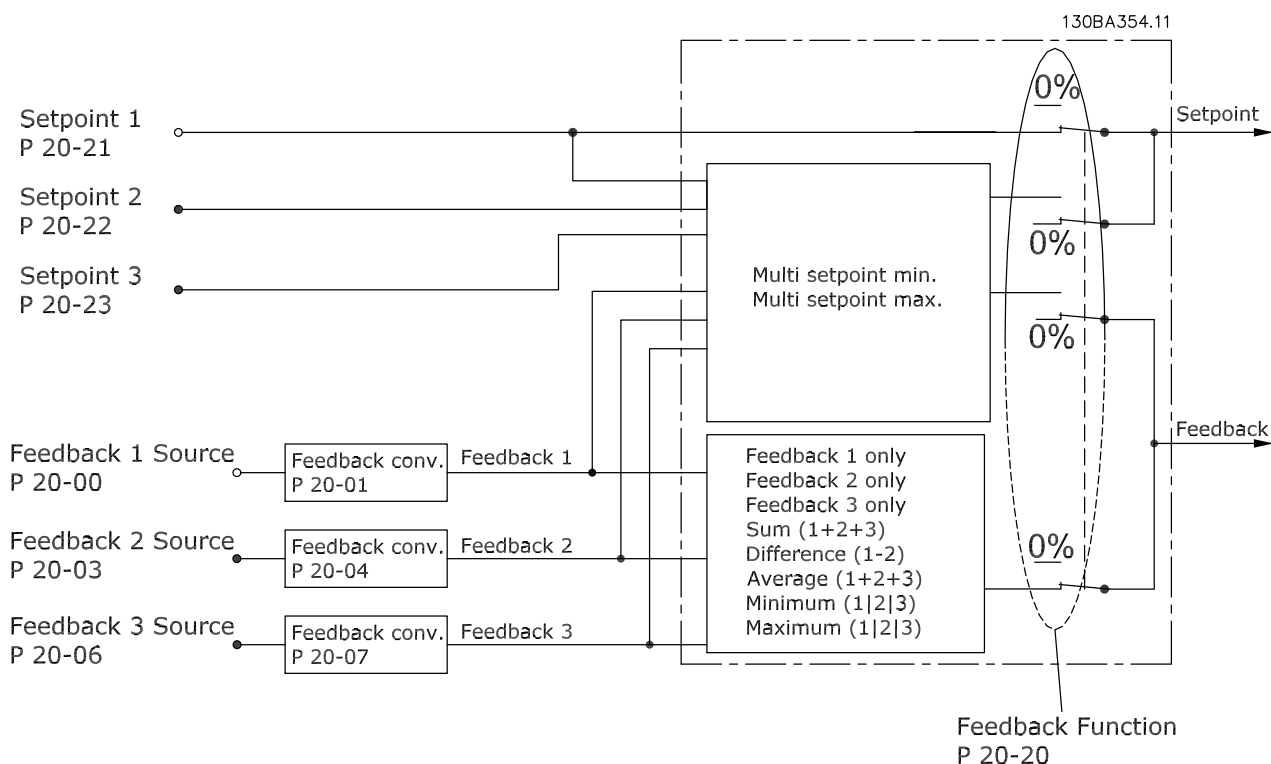 130BA354.11
0%
Setpoint
Setpoint 1
P 20-21
Setpoint 2
P 20-22
0%
Setpoint 3
P 20-23
Multi setpoint min.
Multi setpoint max.
0%
Feedback
Feedback 1 Source
P 20-00
Feedback conv.
P 20-01
Feedback 1
Feedback 2 Source
P 20-03
Feedback conv.
P 20-04
Feedback 2
Feedback 3 Source
P 20-06
Feedback conv.
P 20-07
Feedback 3
Feedback 1 only
Feedback 2 only
Feedback 3 only
Sum (1+2+3)
Difference (1-2)
Average (1+2+3)
Minimum (1|2|3)
Maximum (1|2|3)
0%
Feedback Function
P 20-20